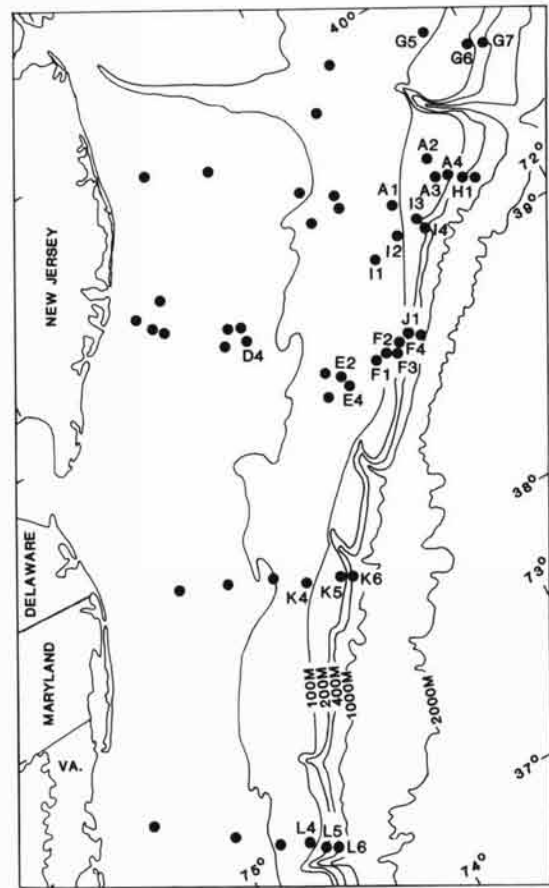 40°
G5
G6
G7
A2
A4
72°
A3
H1
39°
A1
I3
I4
I2
I1
NEW JERSEY
J1
F2
F4
D4
F1
F3
E2
E4
38°
DELAWARE
K4
K5
K6
73°
MARYLAND
100M
200M
400M
1000M
2000M
VA.
37°
L4
L5
L6
75°
74°